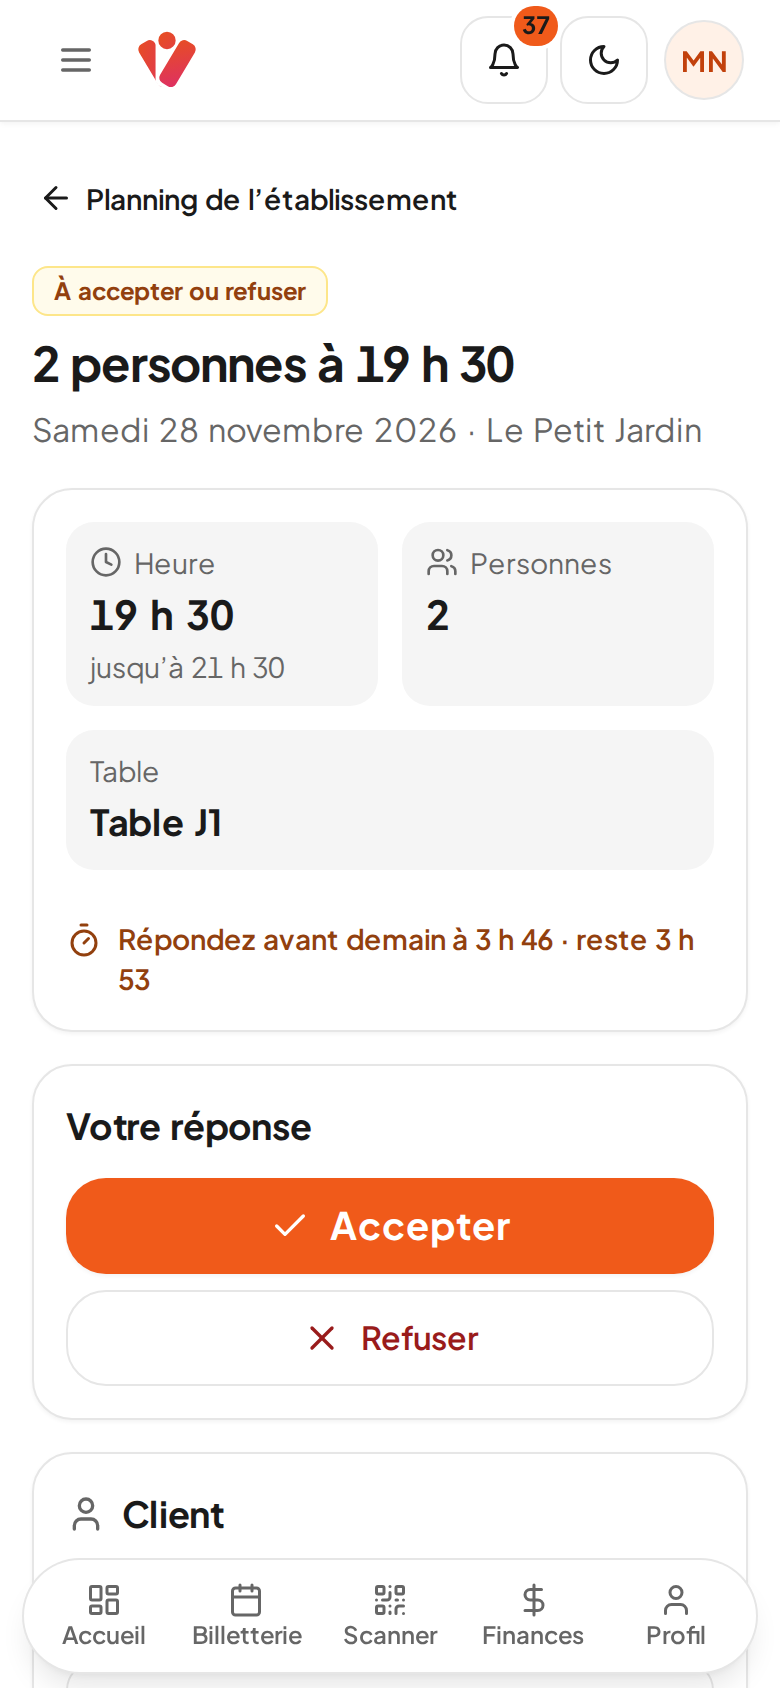 37
MN
Planning de l’établissement
À accepter ou refuser
2 personnes à 19 h 30
Samedi 28 novembre 2026 · Le Petit Jardin
Heure
19 h 30
jusqu’à 21 h 30
Personnes
2
Table
Table J1
Répondez avant demain à 3 h 46 · reste 3 h
53
Votre réponse
Accepter
Refuser
Client
Accueil
Billetterie
Scanner
Finances
Profil